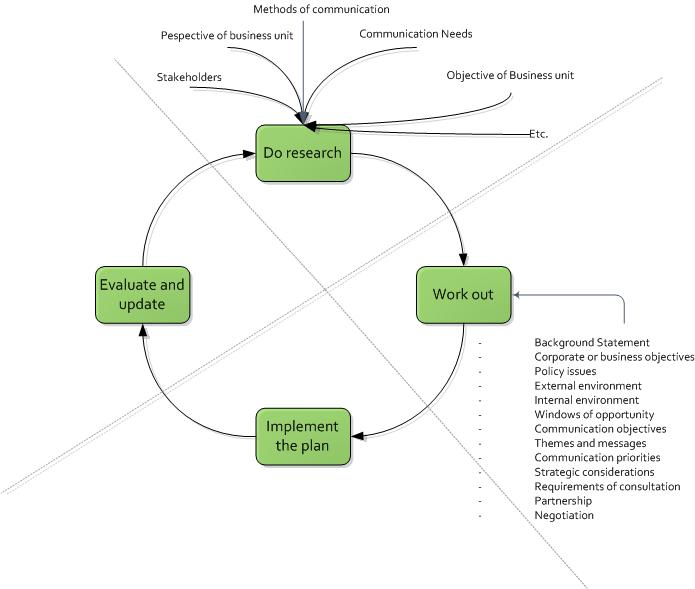 Methods of communication
Pespective of business unit
Communication Needs
Stakeholders
Objective of Business unit
Etc.
Do research
Evaluate and
update
Work out
Implement
the plan
- Background Statement
- Corporate or business objectives
- Policy issues
- External environment
- Internal environment
- Windows of opportunity
- Communication objectives
- Themes and messages
- Communication priorities
- Strategic considerations
- Requirements of consultation
- Partnership
- Negotiation